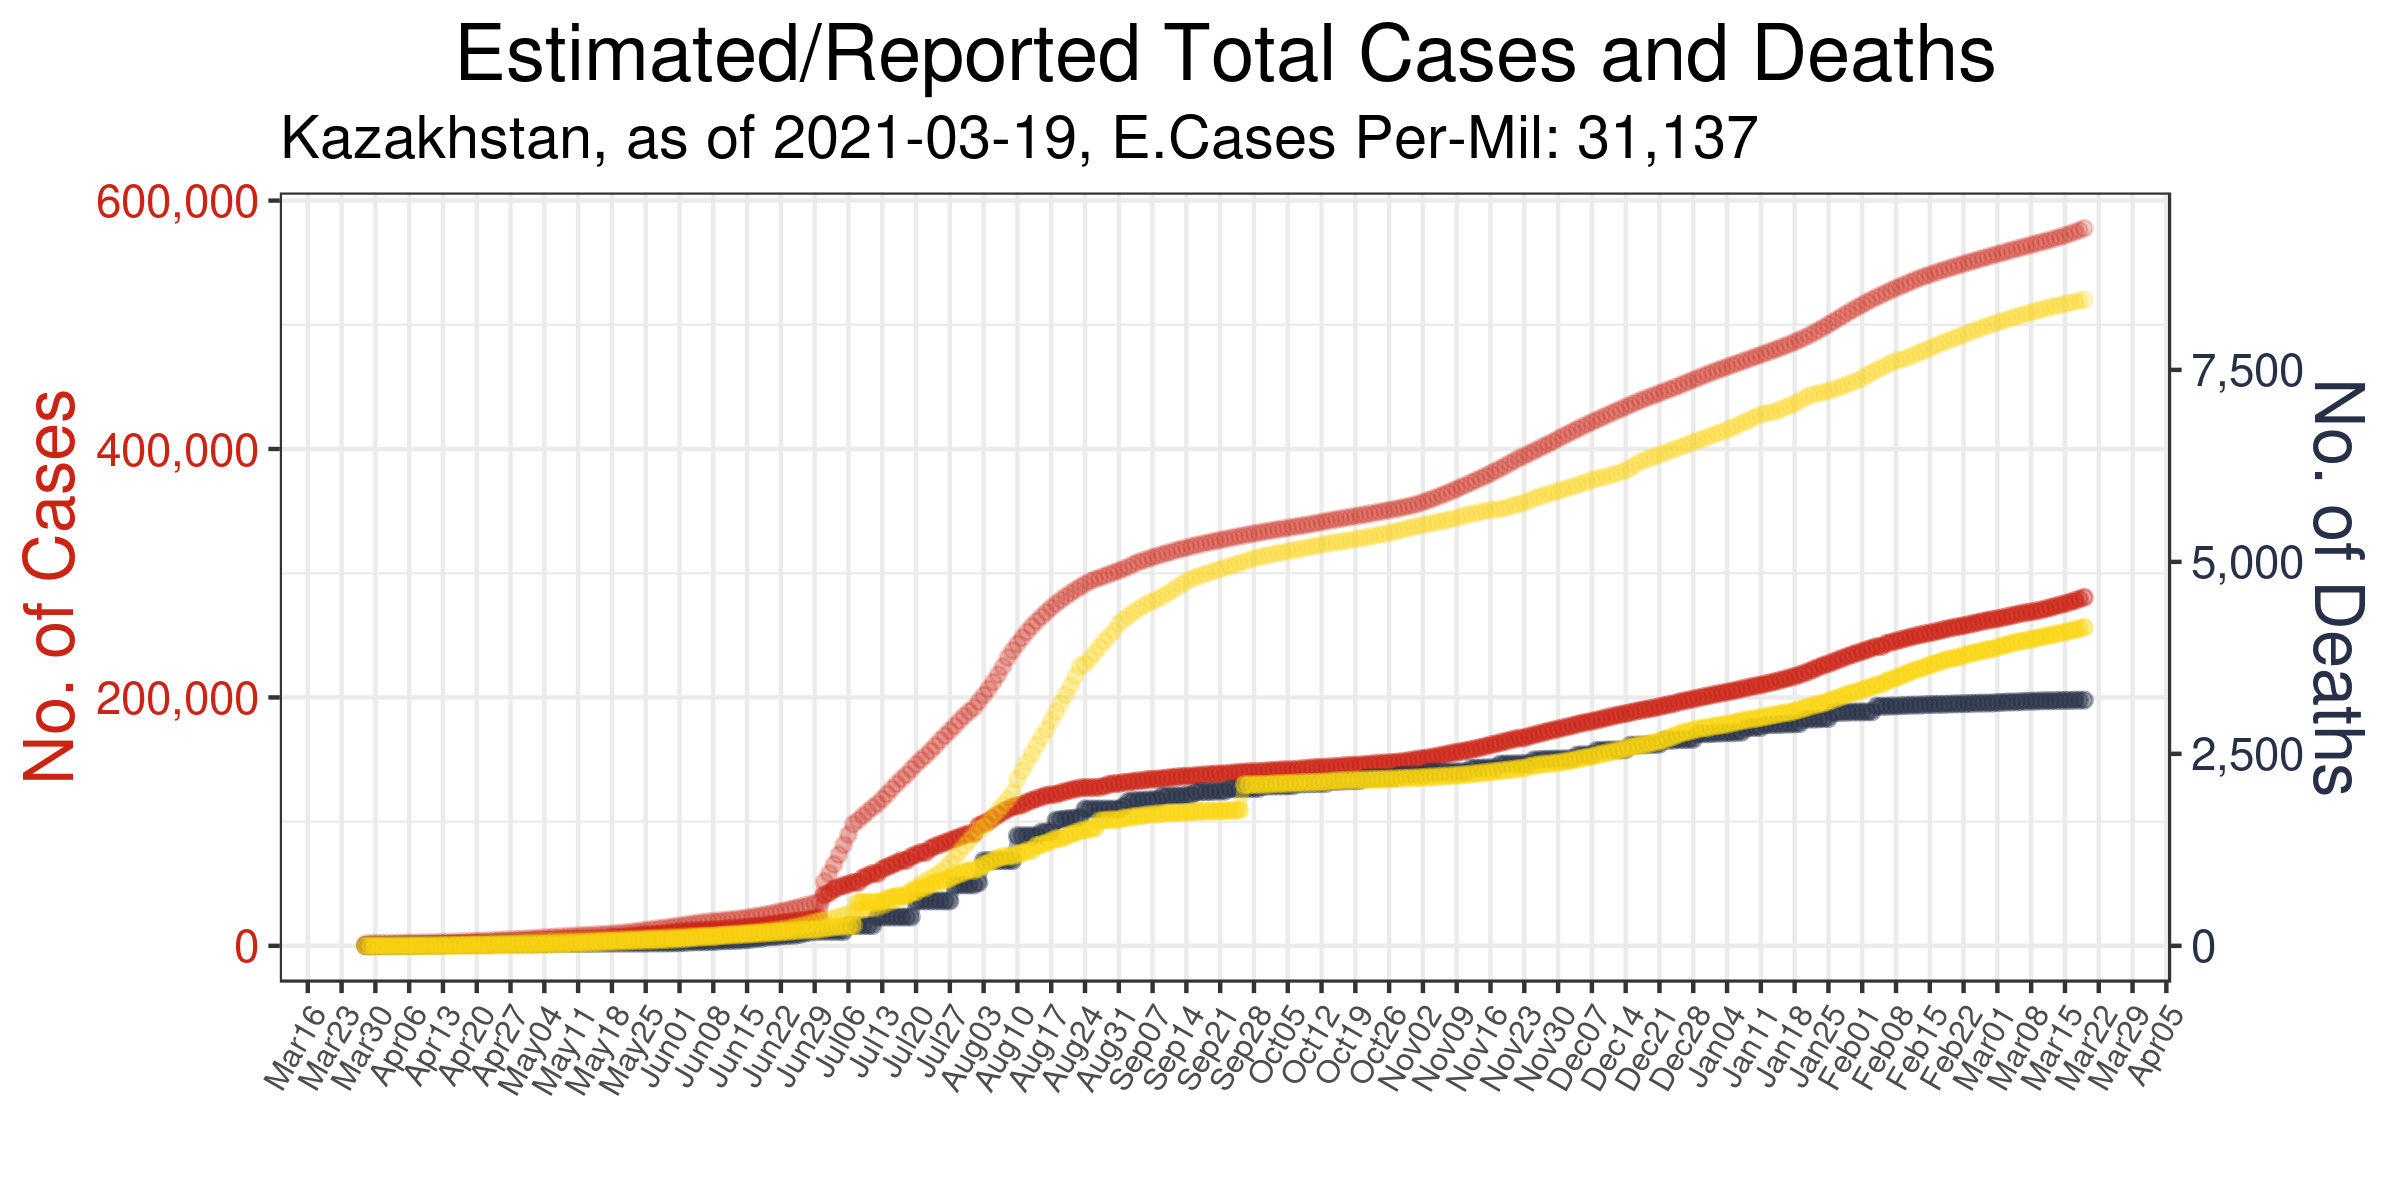 Estimated/Reported Total Cases and Deaths
Kazakhstan, as of 2021-03-19, E.Cases Per-Mil: 31,137
No. of Cases
600,000
400,000
200,000
0
7,500
5,000
2,500
0
No. of Deaths
Mar16
Mar23
Mar30
Apr06
Apr13
Apr20
Apr27
May04
May11
May18
May25
Jun01
Jun08
Jun15
Jun22
Jun29
Jul06
Jul13
Jul20
Jul27
Aug03
Aug10
Aug17
Aug24
Aug31
Sep07
Sep14
Sep21
Sep28
Oct05
Oct12
Oct19
Oct26
Nov02
Nov09
Nov16
Nov23
Nov30
Dec07
Dec14
Dec21
Dec28
Jan04
Jan11
Jan18
Jan25
Feb01
Feb08
Feb15
Feb22
Mar01
Mar08
Mar15
Mar22
Mar29
Apr05